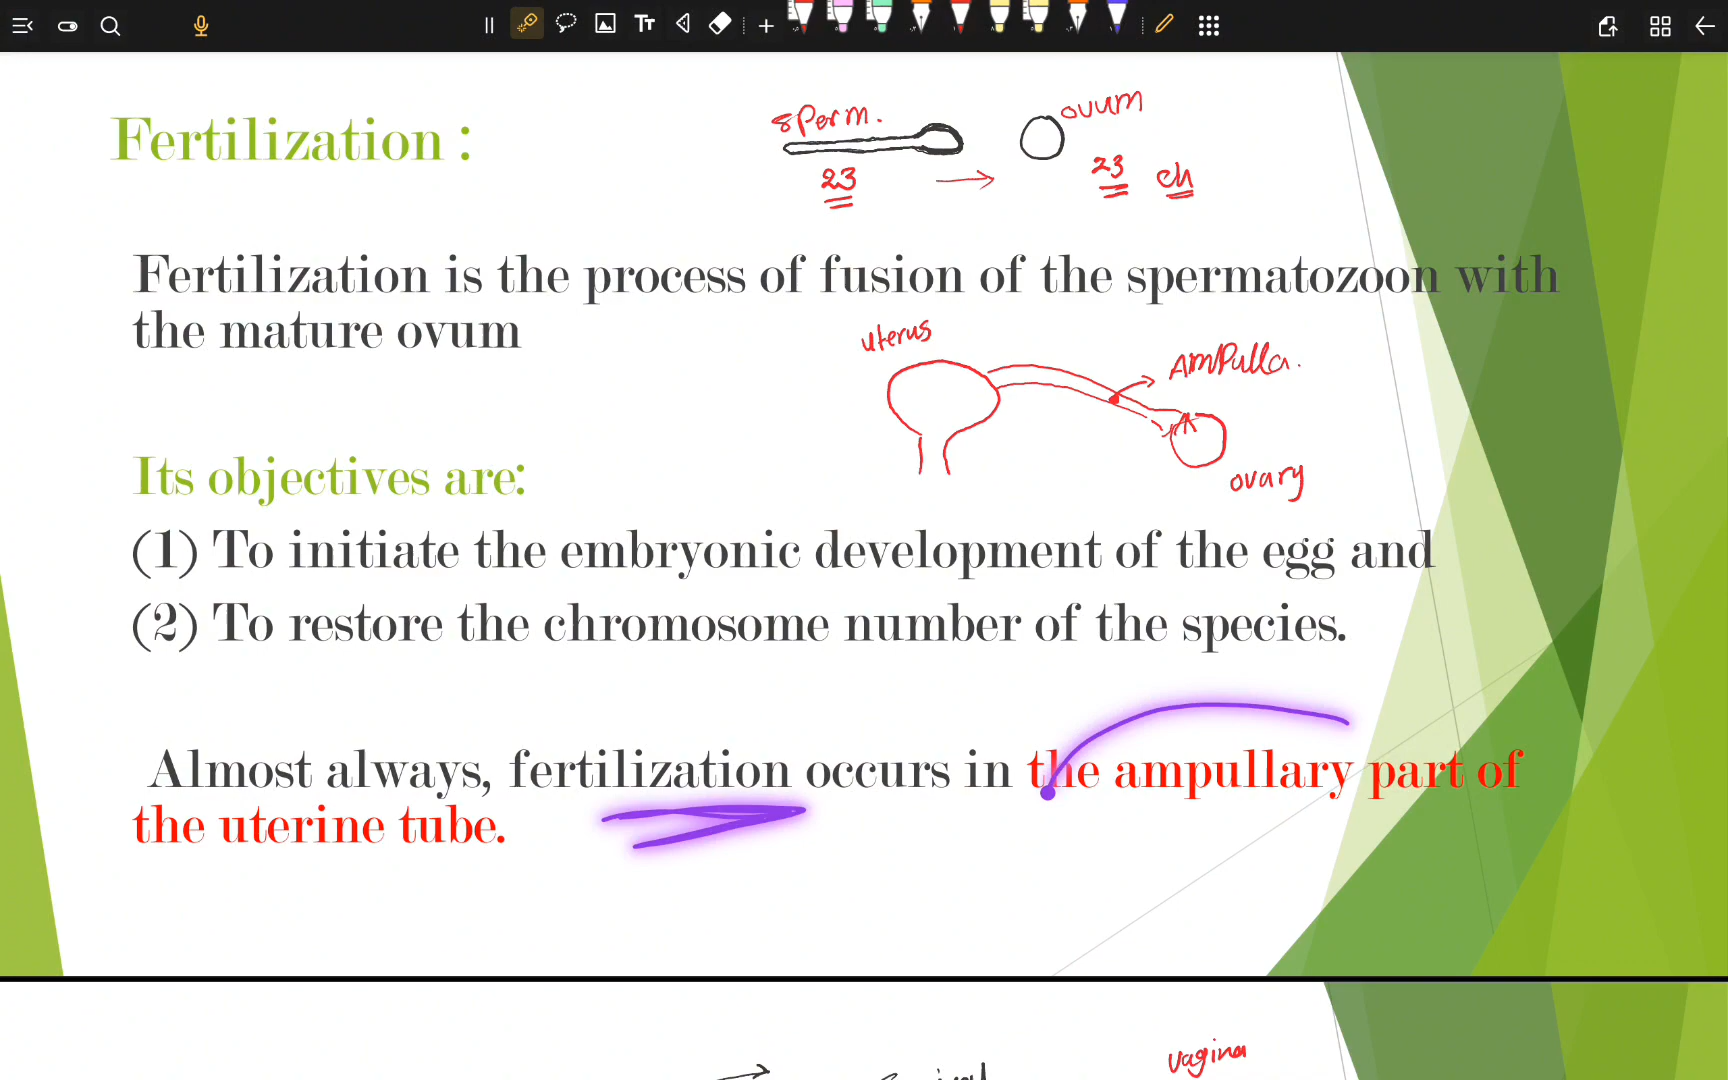 Fertilization :
sperm.
ovum
23
23 ch
Fertilization is the process of fusion of the spermatozoon with
the mature ovum
uterus
AMPulla.
ovary
Its objectives are:
(1) To initiate the embryonic development of the egg and
(2) To restore the chromosome number of the species.
Almost always, fertilization occurs in the ampullary part of
the uterine tube.
vagina